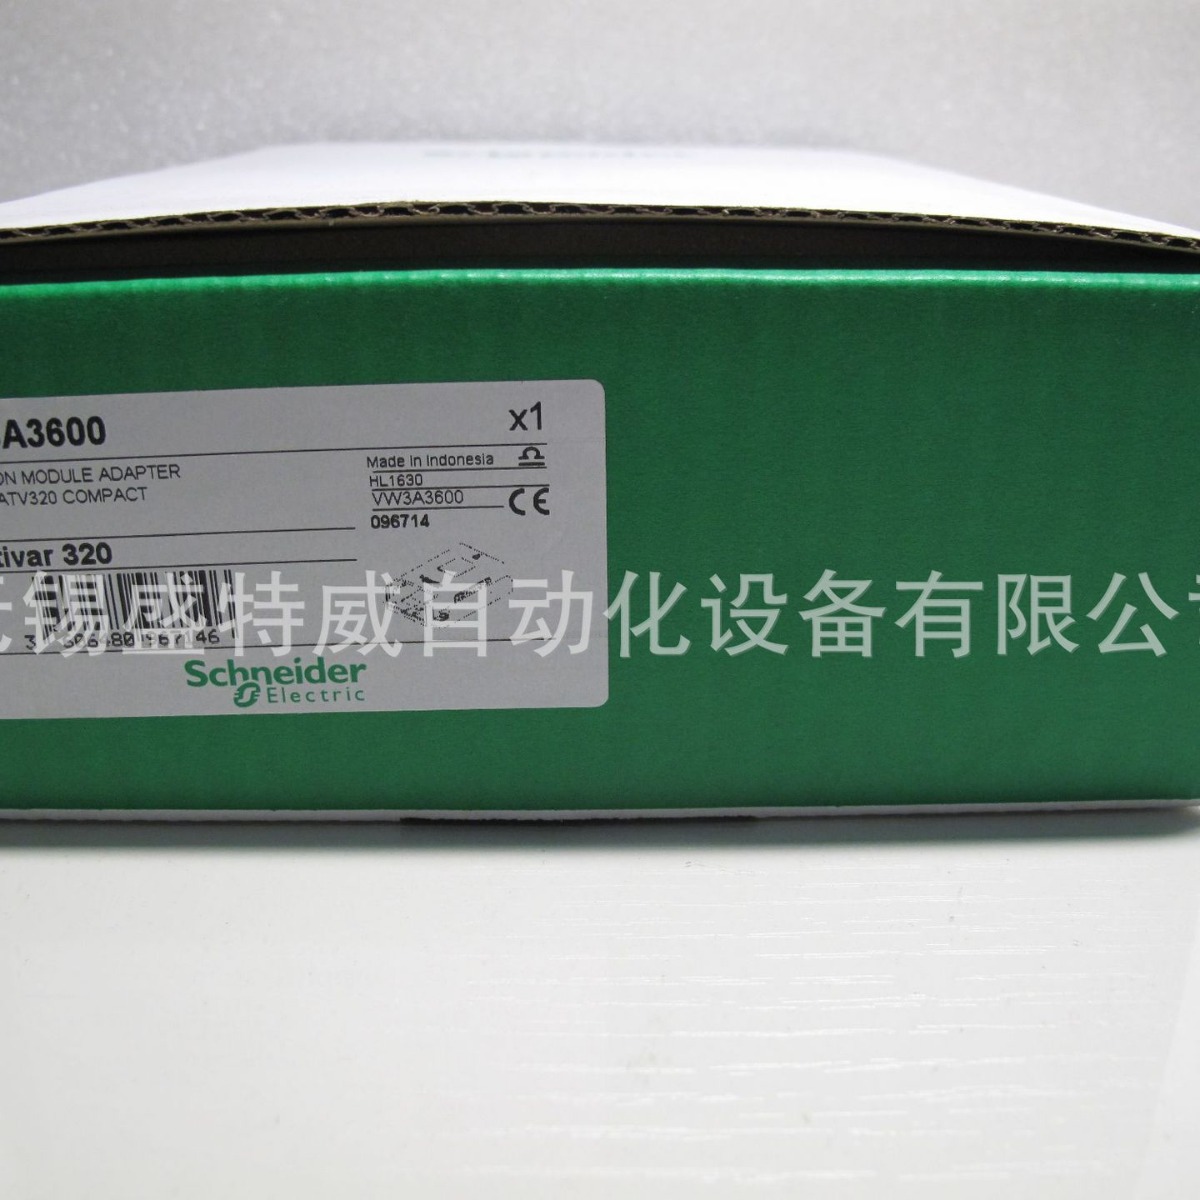 A3600
x1
ON MODULE ADAPTER
ATV320 COMPACT
Made in Indonesia
HL1630
VW3A3600
096714
CE
tivar 320
锡盛特威自动化设备有限公
Schneider
Electric